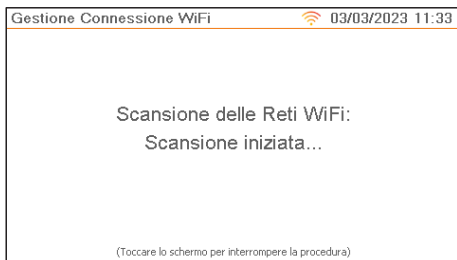 Gestione Connessione WiFi 03/03/2023 11:33
Scansione delle Reti WiFi:
Scansione iniziata...
(Toccare lo schermo per interrompere la procedura)